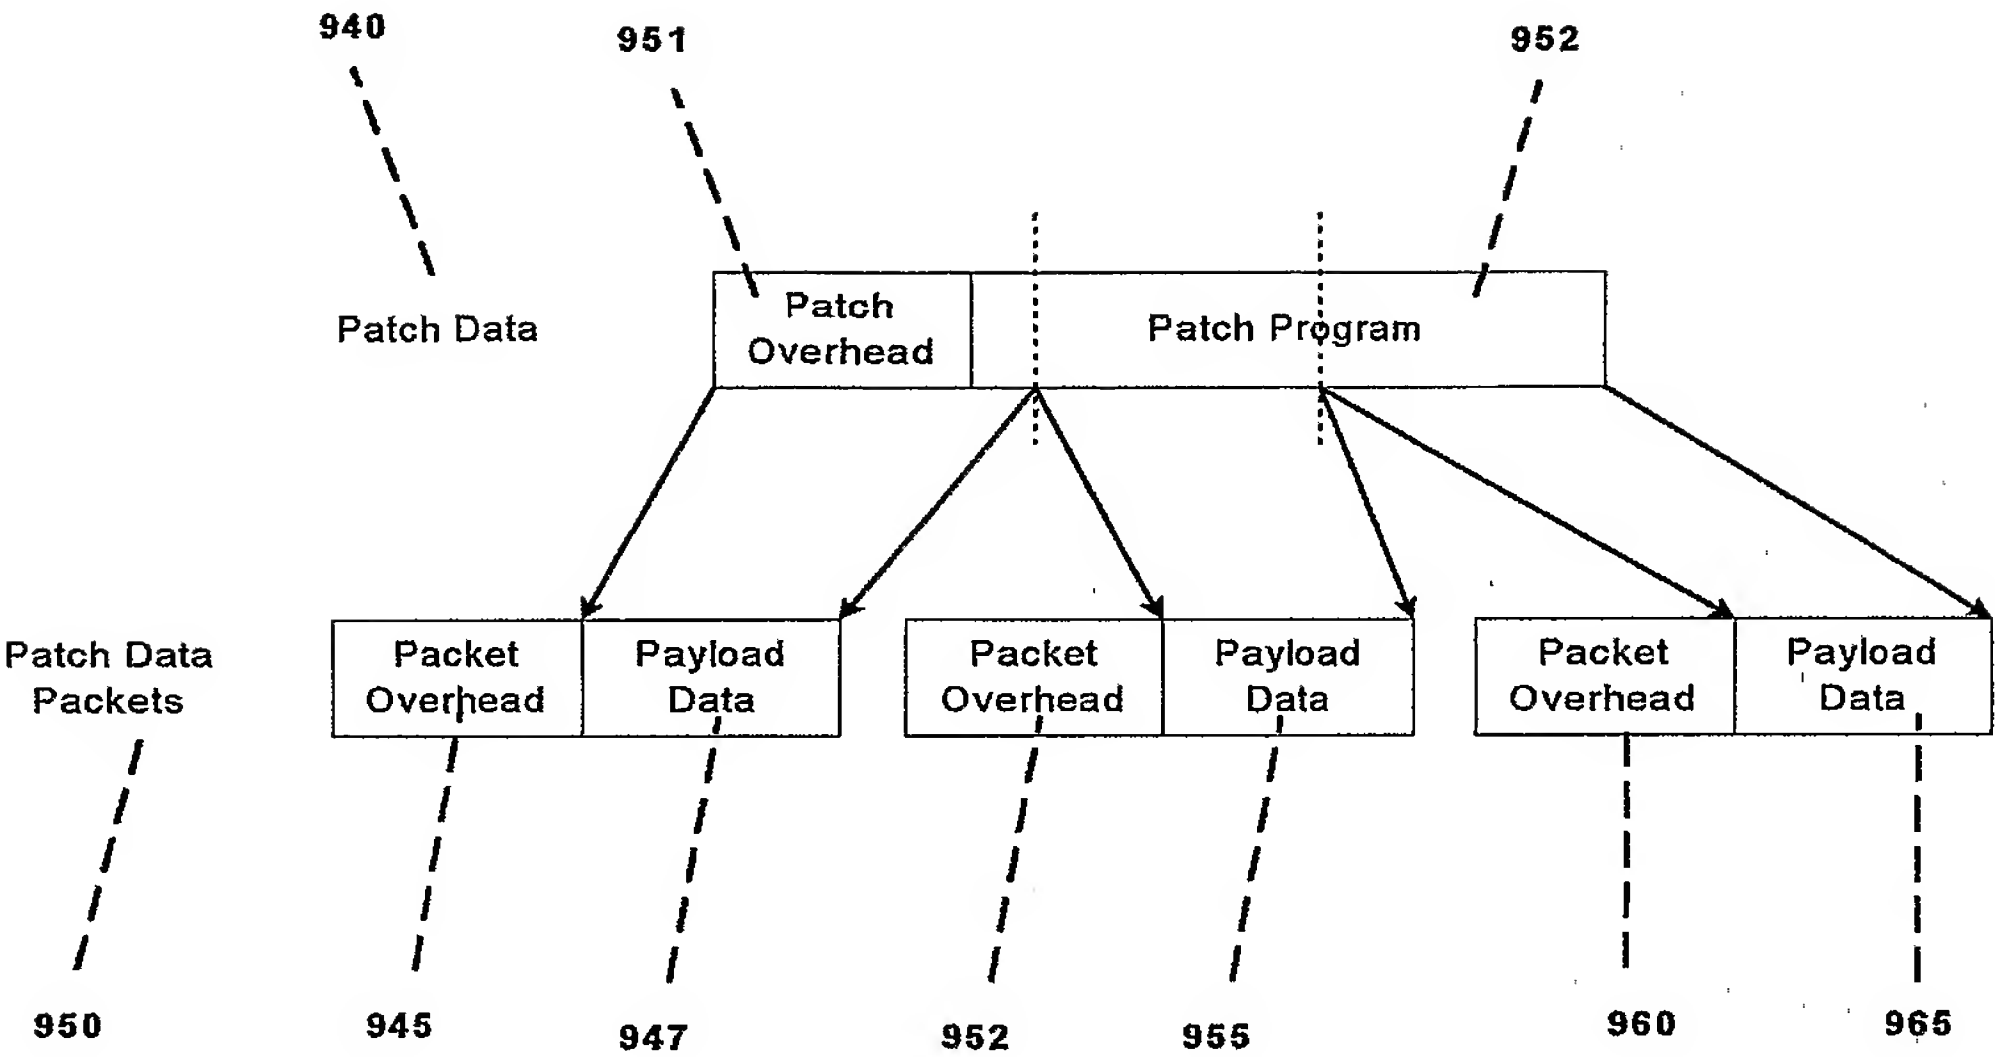 940
951
952
Patch Data
Patch
Overhead
Patch Program
Patch Data
Packets
Packet
Overhead
Payload
Data
Packet
Overhead
Payload
Data
Packet
Overhead
Payload
Data
950
945
947
952
955
960
965